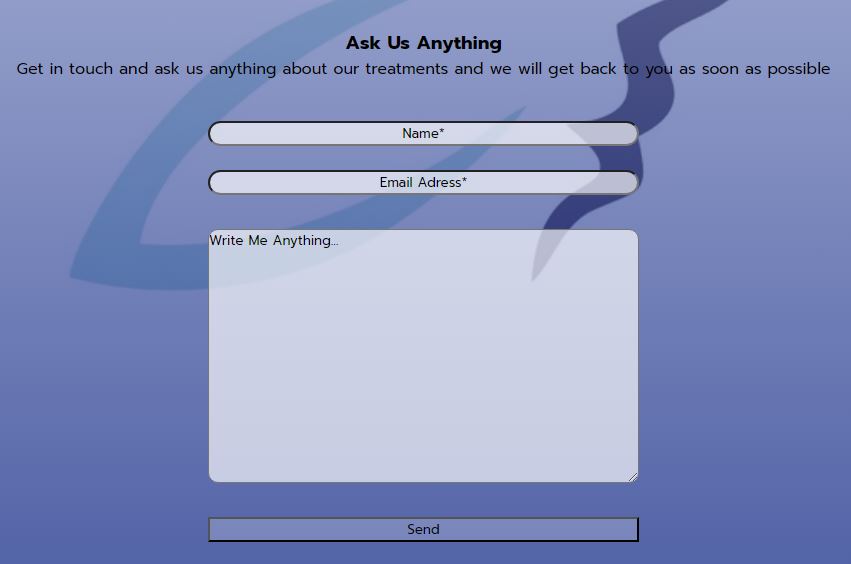 Ask Us Anything
Get in touch and ask us anything about our treatments and we will get back to you as soon as possible
Name*
Email Adress*
Write Me Anything...
Send